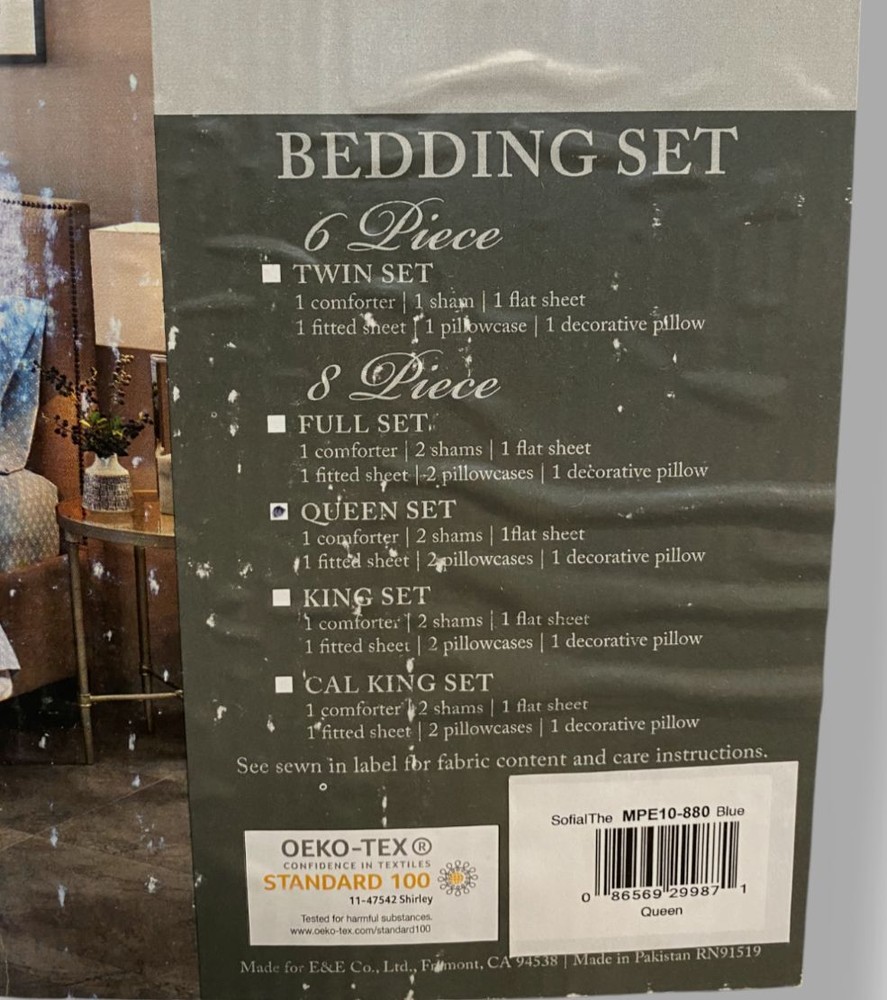 BEDDING SET
6 Piece
TWIN SET
1 comforter | 1 sham | 1 flat sheet
1 fitted sheet | 1 pillowcase | 1 decorative pillow
8 Piece
FULL SET
1 comforter | 2 shams | 1 flat sheet
1 fitted sheet | 2 pillowcases | 1 decorative pillow
QUEEN SET
1 comforter | 2 shams | 1flat sheet
1 fitted sheet | 2 pillowcases | 1 decorative pillow
KING SET
1 comforter | 2 shams | 1 flat sheet
1 fitted sheet | 2 pillowcases | 1 decorative pillow
CAL KING SET
1 comforter | 2 shams | 1 flat sheet
1 fitted sheet | 2 pillowcases | 1 decorative pillow
See sewn in label for fabric content and care instructions.
OEKO-TEX®
CONFIDENCE IN TEXTILES
STANDARD 100
11-47542 Shirley
Tested for harmful substances.
www.oeko-tex.com/standard100
SofialThe MPE10-880 Blue
0 86569 29987 1
Queen
Made for E&E Co., Ltd., Fremont, CA 94538 | Made in Pakistan RN91519